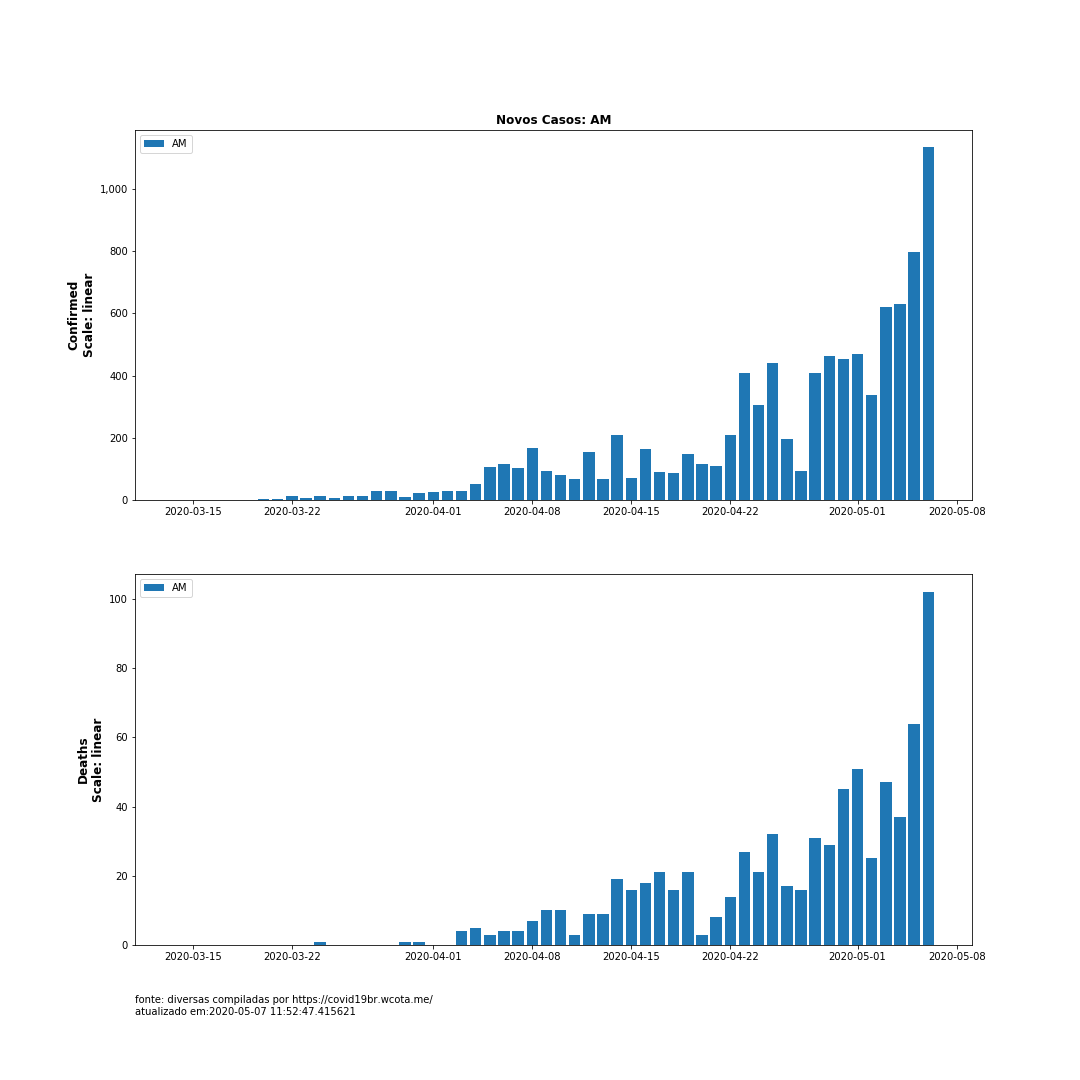 Novos Casos: AM
AM
1,000
800
600
400
200
0
Confirmed
Scale: linear
2020-03-15 2020-03-22 2020-04-01 2020-04-08 2020-04-15 2020-04-22 2020-05-01 2020-05-08
AM
100
80
60
40
20
0
Deaths
Scale: linear
2020-03-15 2020-03-22 2020-04-01 2020-04-08 2020-04-15 2020-04-22 2020-05-01 2020-05-08
fonte: diversas compiladas por https://covid19br.wcota.me/
atualizado em:2020-05-07 11:52:47.415621